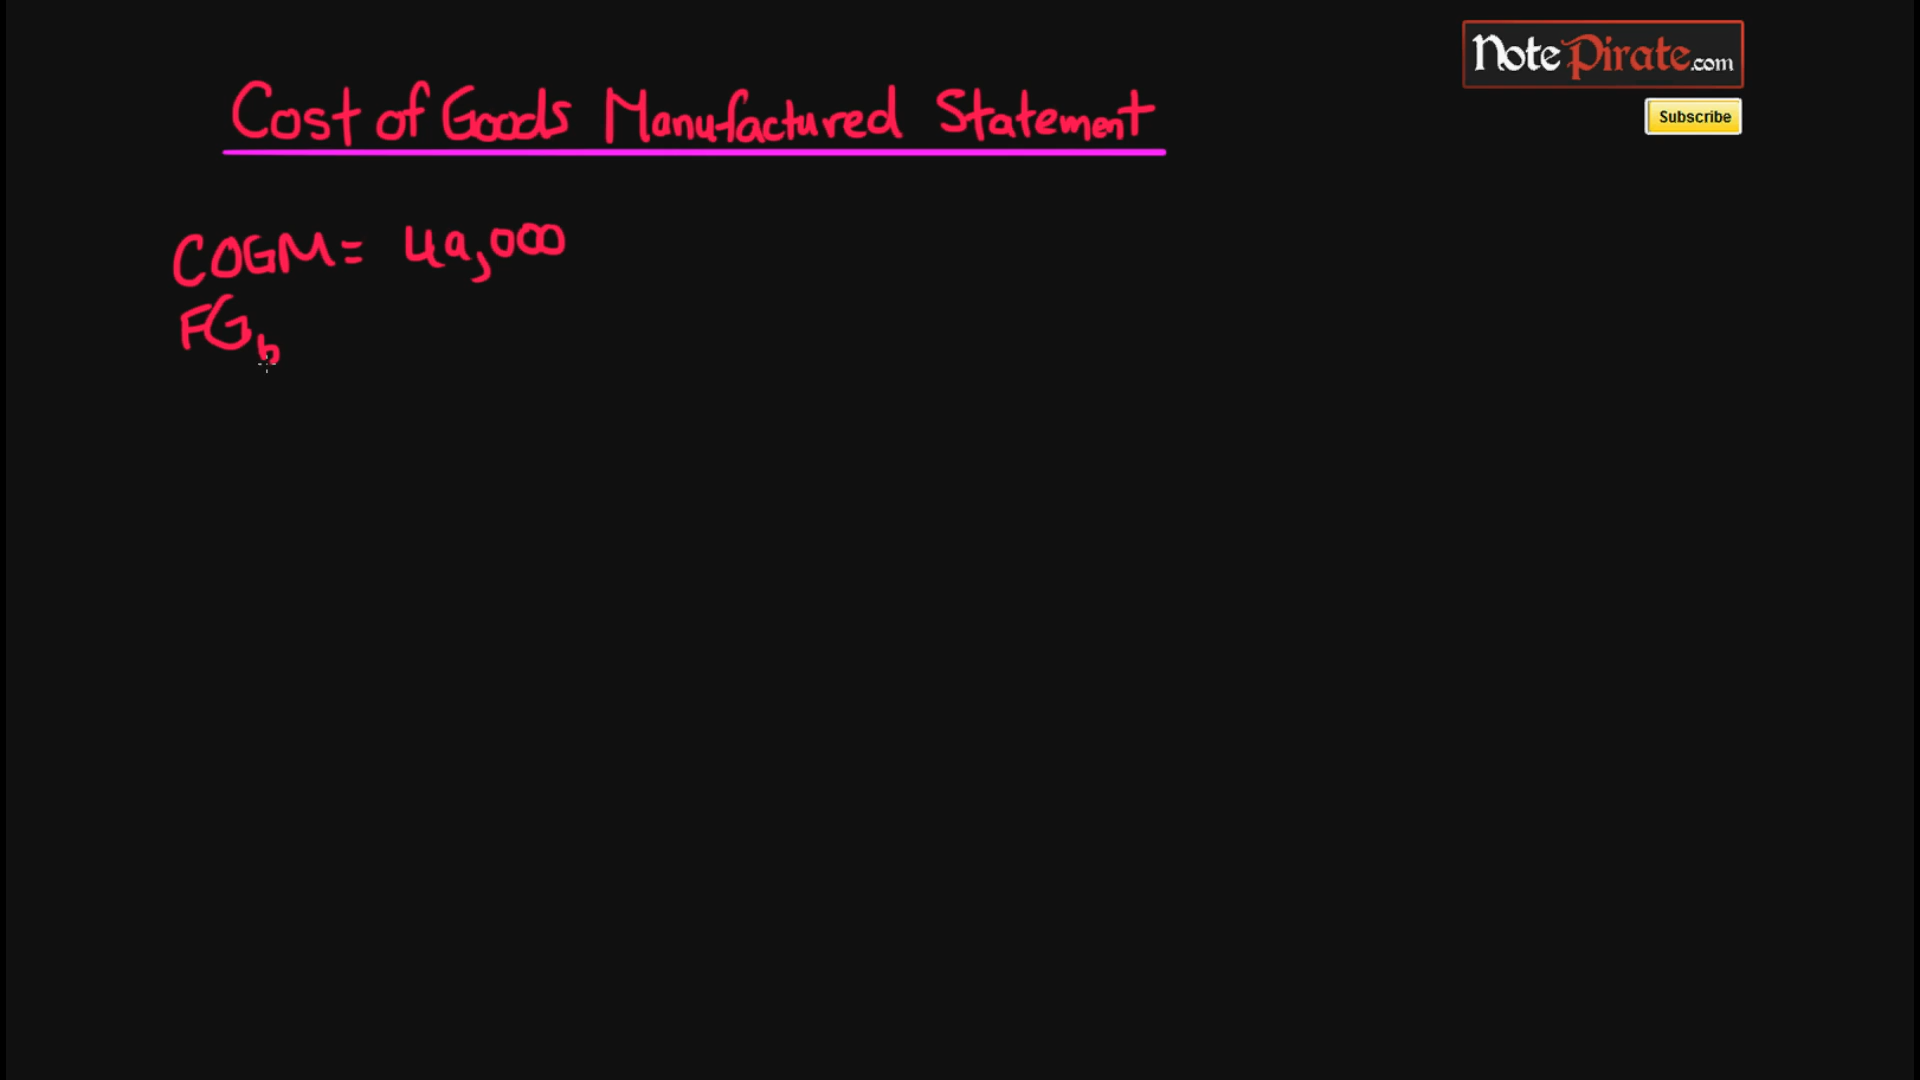 NotePirate.com
Subscribe
Cost of Goods Manufactured Statement
COGM = 49,000
FGb